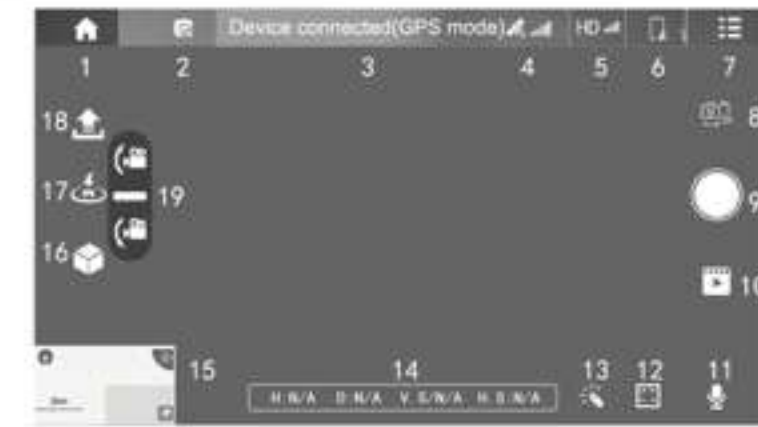 Device connected(GPS mode) HD
1 2 3 4 5 6 7
18 8
17 19 9
16 10
15 14 13 12 11
H:N/A D:N/A V.S:N/A H.S:N/A